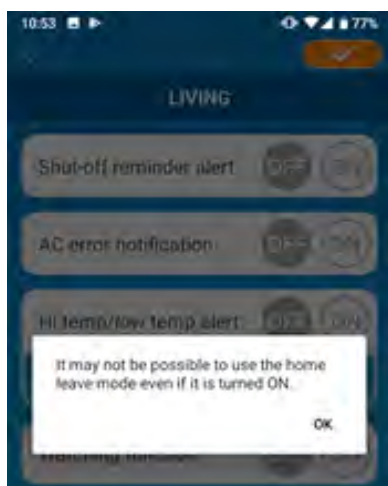 10:53
77%
LIVING
Shut-off reminder alert
OFF
ON
AC error notification
OFF
ON
Hi temp/low temp alert
OFF
ON
It may not be possible to use the home
leave mode even if it is turned ON.
OK
Watching function